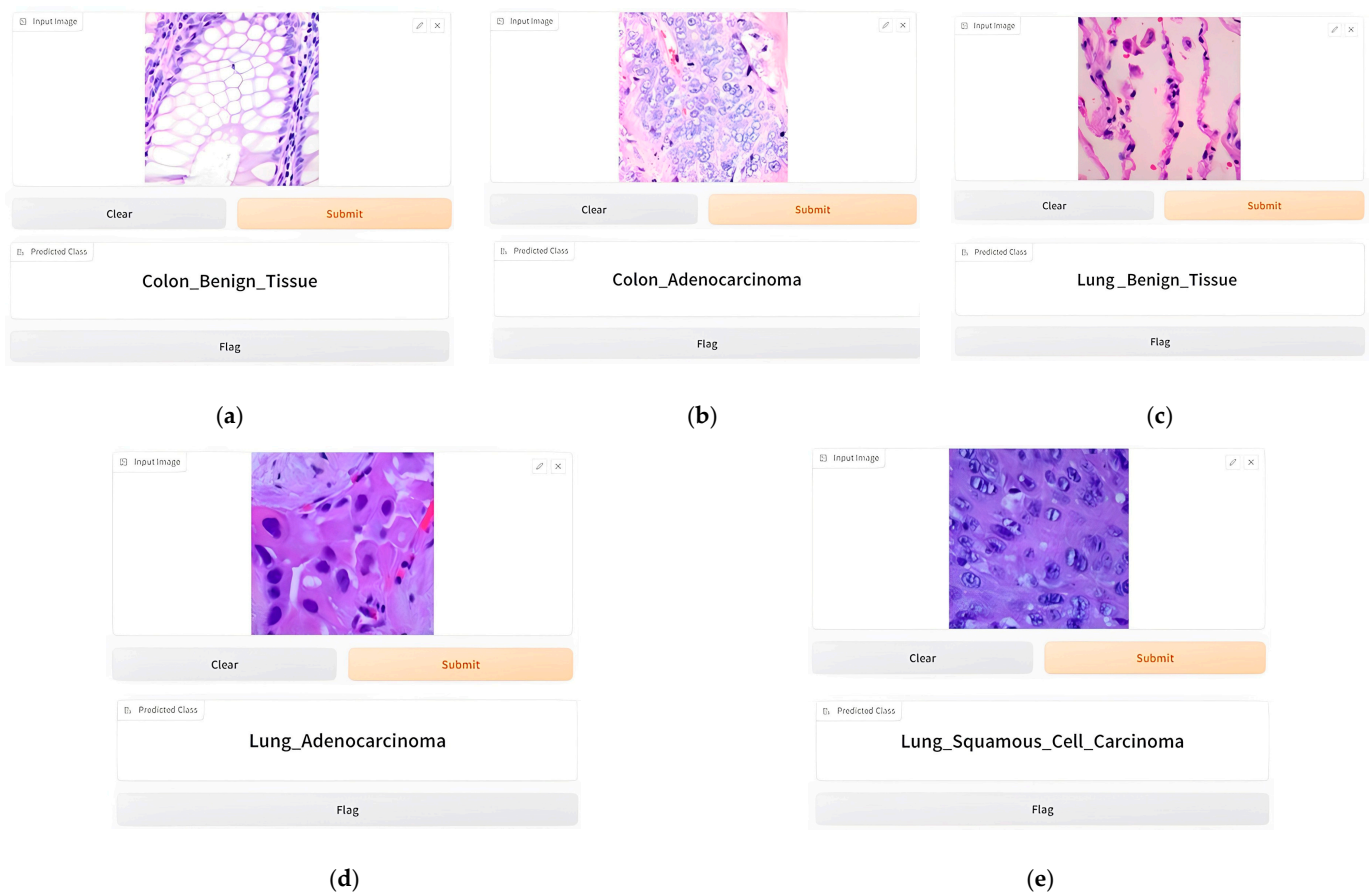 Input Image
Clear Submit
Predicted Class
Colon_Benign_Tissue
Flag
(a)
Input Image
Clear Submit
Predicted Class
Colon_Adenocarcinoma
Flag
(b)
Input Image
Clear Submit
Predicted Class
Lung_Benign_Tissue
Flag
(c)
Input Image
Clear Submit
Predicted Class
Lung_Adenocarcinoma
Flag
(d)
Input Image
Clear Submit
Predicted Class
Lung_Squamous_Cell_Carcinoma
Flag
(e)